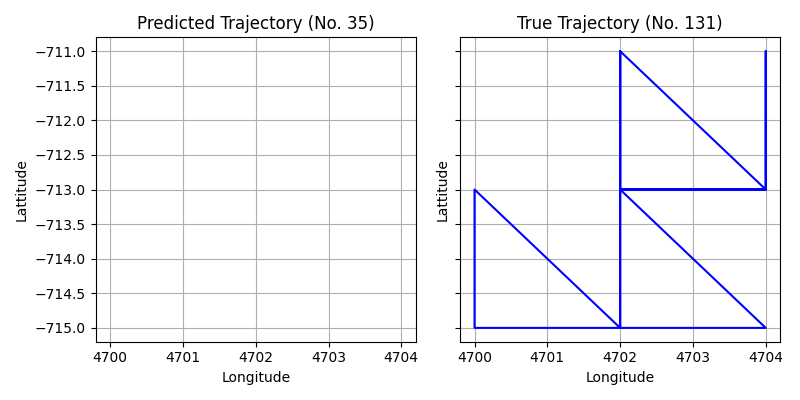 Predicted Trajectory (No. 35)
True Trajectory (No. 131)
Lattitude
−711.0
−711.5
−712.0
−712.5
−713.0
−713.5
−714.0
−714.5
−715.0
4700 4701 4702 4703 4704
Longitude
Lattitude
4700 4701 4702 4703 4704
Longitude